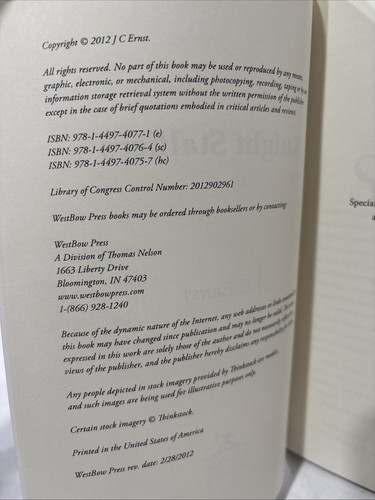 Copyright © 2012 J C Ernst.
All rights reserved. No part of this book may be used or reproduced by any means,
graphic, electronic, or mechanical, including photocopying, recording, taping or by any
information storage retrieval system without the written permission of the publisher
except in the case of brief quotations embodied in critical articles and reviews.
ISBN: 978-1-4497-4077-1 (e)
ISBN: 978-1-4497-4076-4 (sc)
ISBN: 978-1-4497-4075-7 (hc)
Library of Congress Control Number: 2012902961
WestBow Press books may be ordered through booksellers or by contacting:
WestBow Press
A Division of Thomas Nelson
1663 Liberty Drive
Bloomington, IN 47403
www.westbowpress.com
1-(866) 928-1240
Because of the dynamic nature of the Internet, any web addresses or links contained in
this book may have changed since publication and may no longer be valid. The views
expressed in this work are solely those of the author and do not necessarily reflect the
views of the publisher, and the publisher hereby disclaims any responsibility for them.
Any people depicted in stock imagery provided by Thinkstock are models,
and such images are being used for illustrative purposes only.
Certain stock imagery © Thinkstock.
Printed in the United States of America
WestBow Press rev. date: 2/28/2012
Special